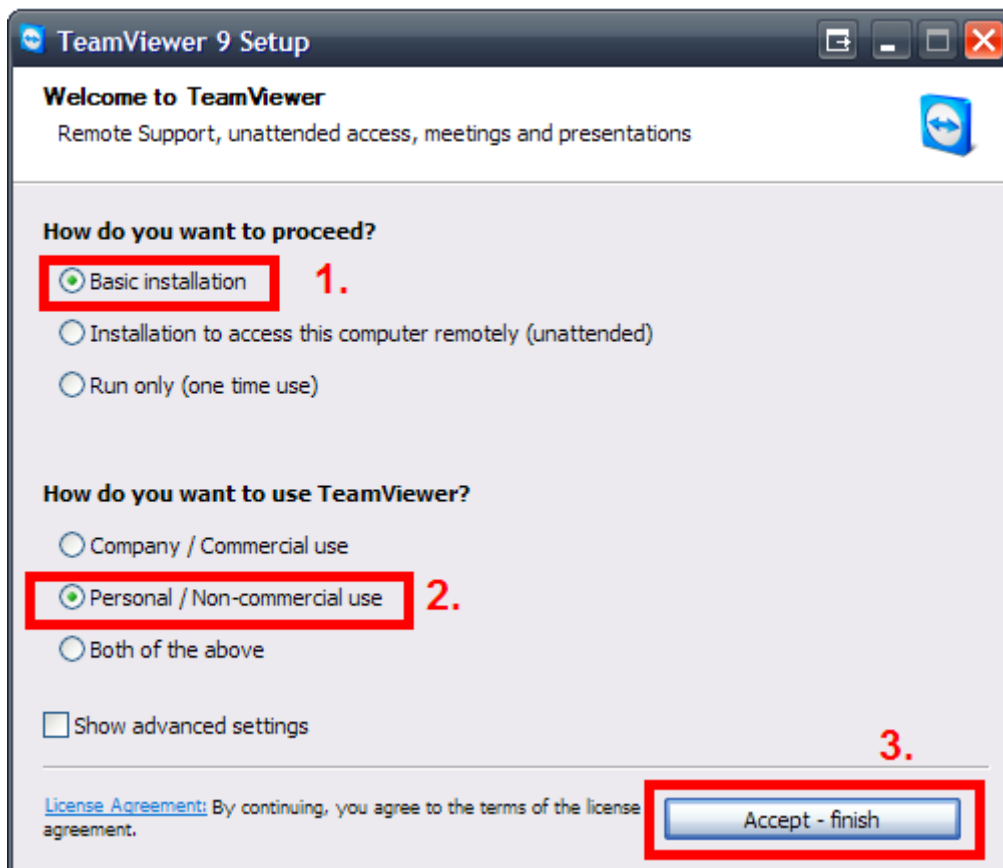 TeamViewer 9 Setup
Welcome to TeamViewer
Remote Support, unattended access, meetings and presentations
How do you want to proceed?
Basic installation 1.
Installation to access this computer remotely (unattended)
Run only (one time use)
How do you want to use TeamViewer?
Company / Commercial use
Personal / Non-commercial use 2.
Both of the above
Show advanced settings
3.
License Agreement: By continuing, you agree to the terms of the license
agreement.
Accept - finish